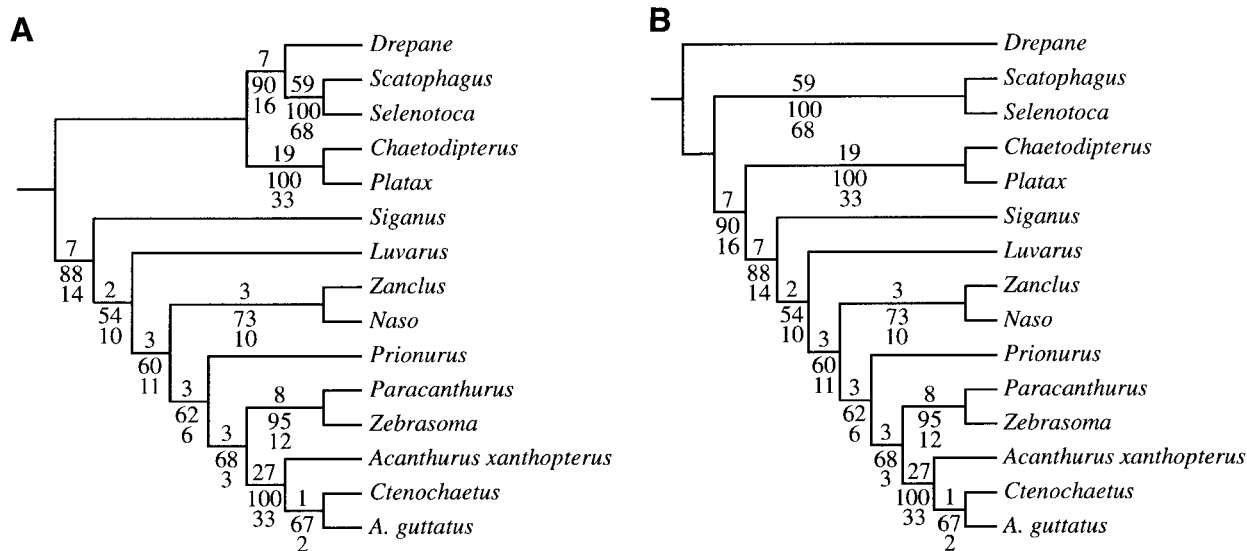 A
Drepane
7
90
16
59
100
68
Scatophagus
Selenotoca
Chaetodipterus
19
100
33
Platax
Siganus
7
88
14
Luvarus
2
54
10
Zanclus
3
73
10
Naso
3
60
11
Prionurus
3
62
6
Paracanthurus
8
95
12
Zebrasoma
3
68
3
Acanthurus xanthopterus
27
100
33
Ctenochaetus
1
67
2
A. guttatus
B
Drepane
Scatophagus
59
100
68
Selenotoca
Chaetodipterus
19
100
33
Platax
7
90
16
Siganus
7
88
14
Luvarus
2
54
10
Zanclus
3
73
10
Naso
3
60
11
Prionurus
3
62
6
Paracanthurus
8
95
12
Zebrasoma
3
68
3
Acanthurus xanthopterus
27
100
33
Ctenochaetus
1
67
2
A. guttatus